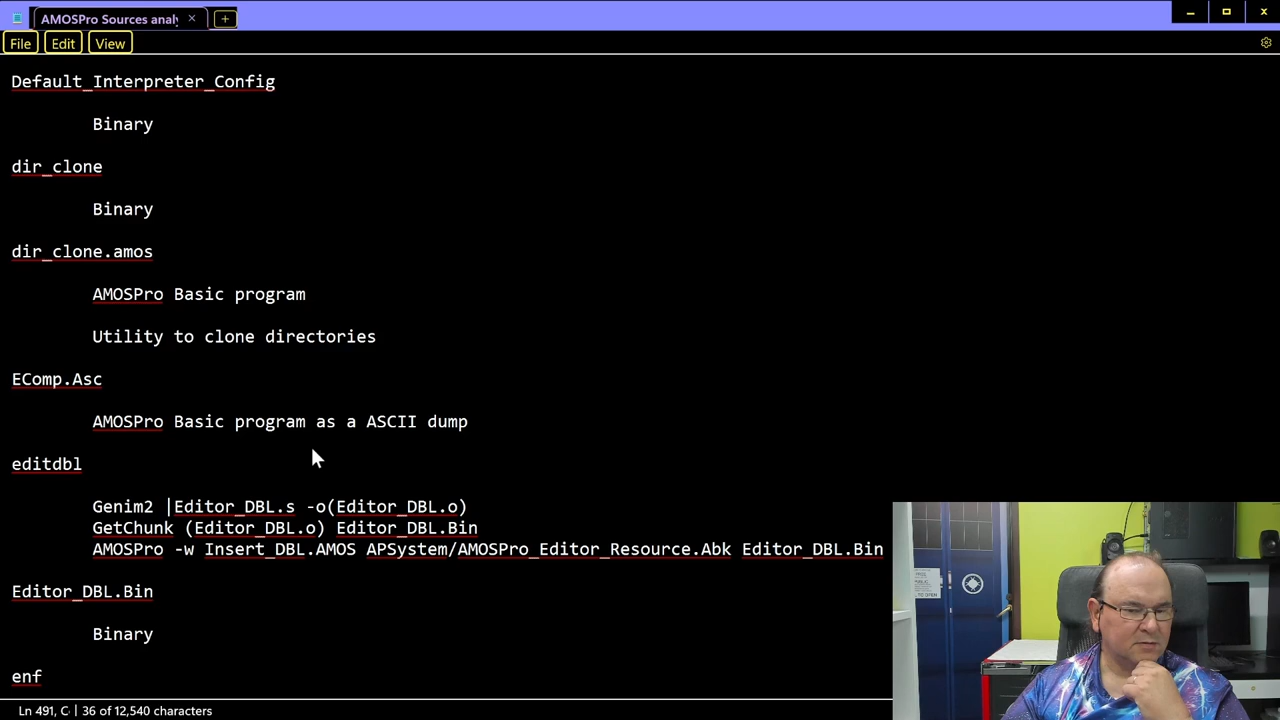 AMOSPro Sources analy
File Edit View
Default_Interpreter_Config
Binary
dir_clone
Binary
dir_clone.amos
AMOSPro Basic program
Utility to clone directories
EComp.Asc
AMOSPro Basic program as a ASCII dump
editdbl
Genim2 |Editor_DBL.s -o(Editor_DBL.o)
GetChunk (Editor_DBL.o) Editor_DBL.Bin
AMOSPro -w Insert_DBL.AMOS APSystem/AMOSPro_Editor_Resource.Abk Editor_DBL.Bin
Editor_DBL.Bin
Binary
enf
Ln 491, C 36 of 12,540 characters